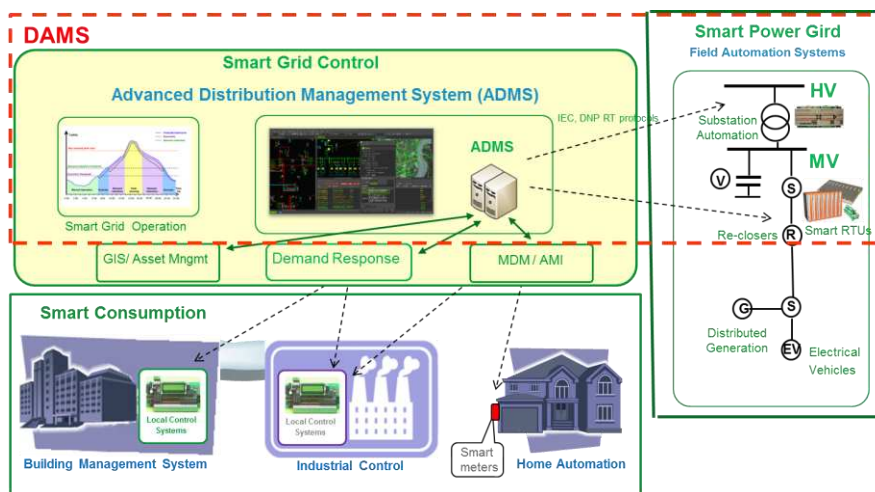 DAMS
Smart Grid Control
Advanced Distribution Management System (ADMS)
Smart Grid Operation
ADMS
IEC, DNP RT protocols
GIS/ Asset Mngmt
Demand Response
MDM / AMI
Smart Power Gird
Field Automation Systems
HV
Substation
Automation
MV
V
S
Smart RTUs
Re-closers
R
G
S
Distributed
Generation
EV
Electrical
Vehicles
Smart Consumption
Local Control
Systems
Building Management System
Local Control
Systems
Industrial Control
Smart
meters
Home Automation